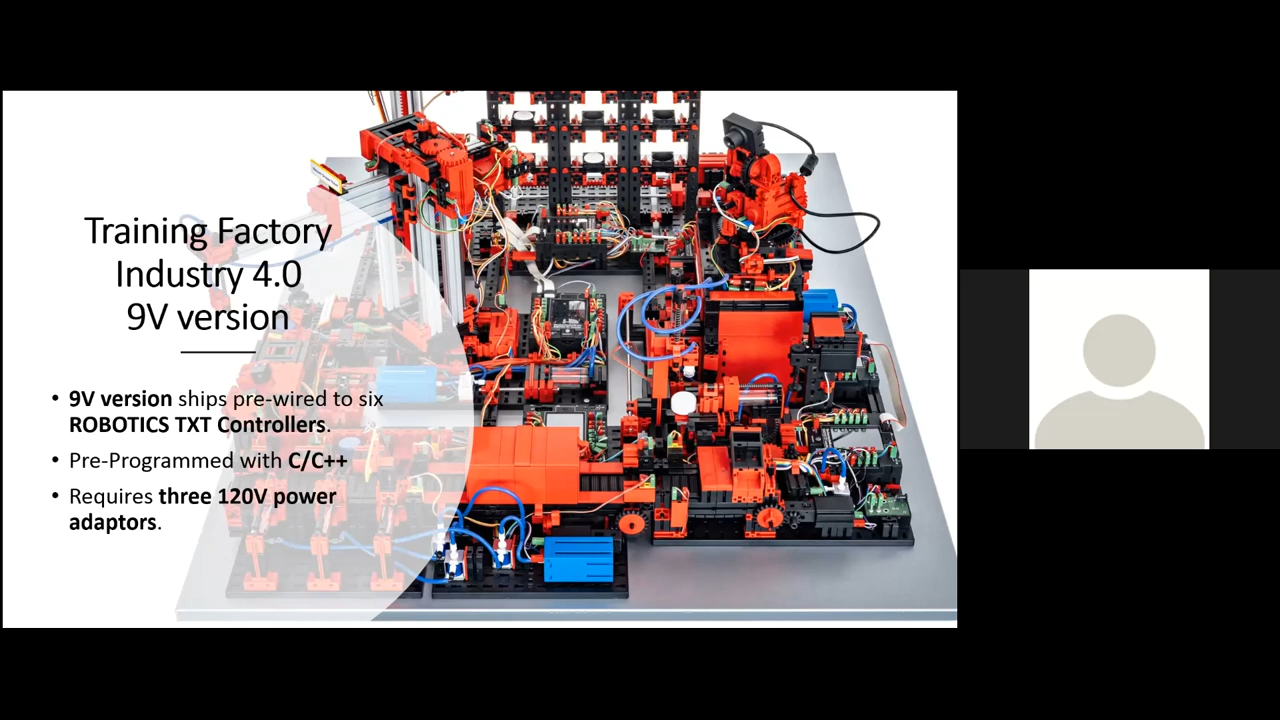 Training Factory
Industry 4.0
9V version
• 9V version ships pre-wired to six
ROBOTICS TXT Controllers.
• Pre-Programmed with C/C++
• Requires three 120V power
adaptors.